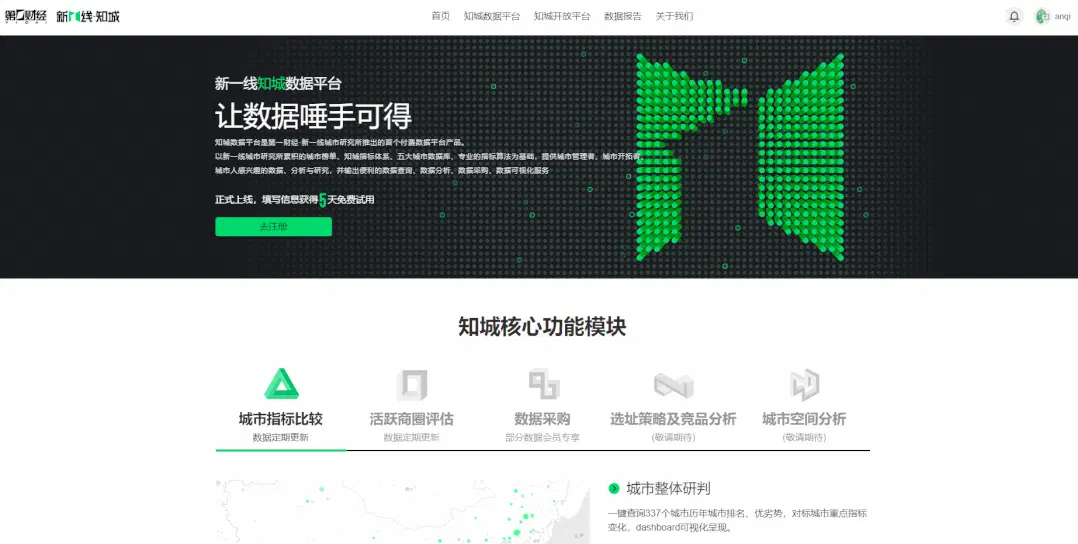 第一财经
YICAI
新一线·知城
首页 知城数据平台 知城开放平台 数据报告 关于我们
anqi
新一线知城数据平台
让数据唾手可得
知城数据平台是第一财经·新一线城市研究所推出的首个付费数据平台产品。
以新一线城市研究所累积的城市榜单、知城指标体系、五大城市数据库、专业的指标算法为基础，提供城市管理者、城市开拓者、
城市人感兴趣的数据、分析与研究，并输出便利的数据查询、数据分析、数据采购、数据可视化服务
正式上线，填写信息获得5天免费试用
去注册
知城核心功能模块
城市指标比较 活跃商圈评估 数据采购 选址策略及竞品分析 城市空间分析
数据定期更新 数据定期更新 部分数据会员专享 (敬请期待) (敬请期待)
城市整体研判
一键查询337个城市历年城市排名、优劣势，对标城市重点指标
变化，dashboard可视化呈现。